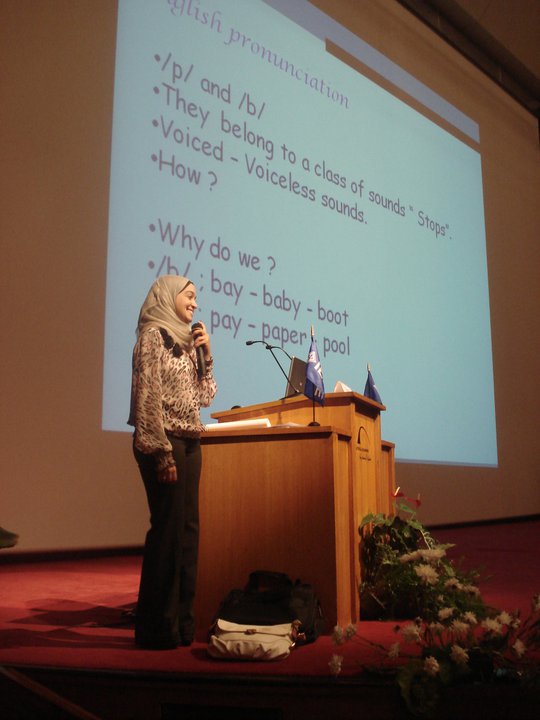 nglish pronunciation
•/p/ and /b/
•They belong to a class of sounds " Stops".
•Voiced - Voiceless sounds.
•How ?
•Why do we ?
•/b/ ; bay - baby - boot
pay - paper - pool